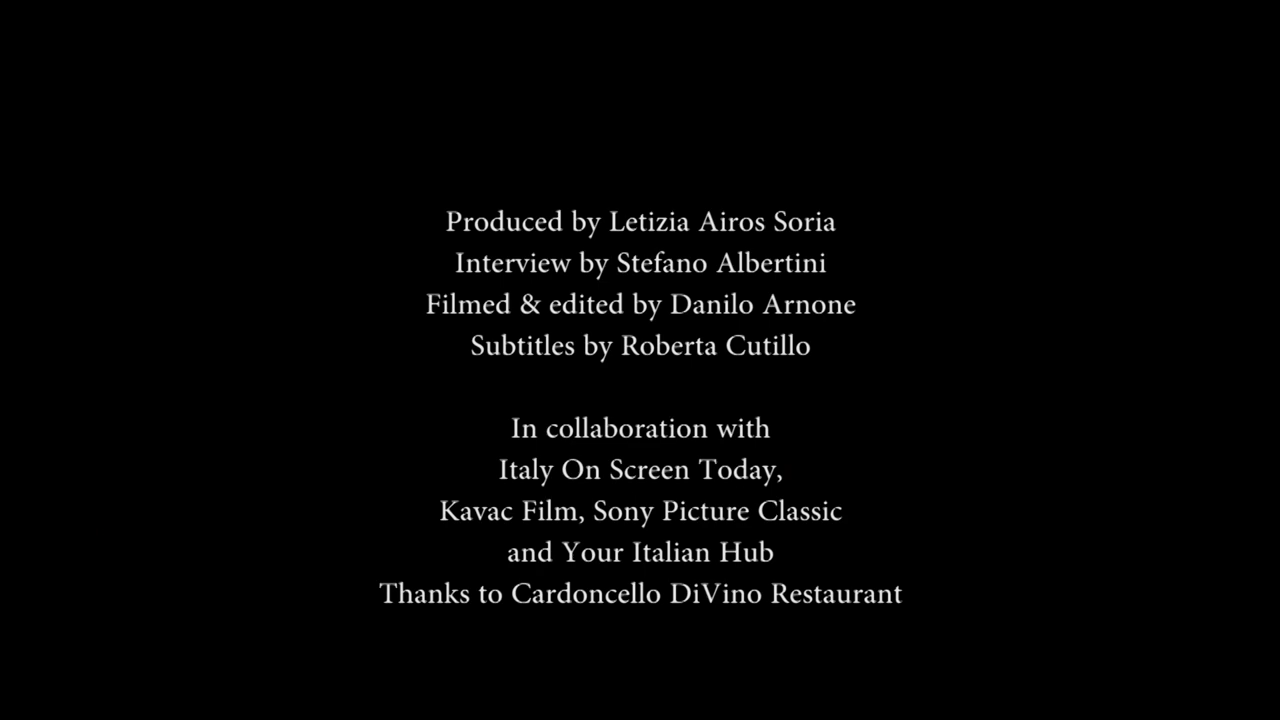 Produced by Letizia Airos Soria
Interview by Stefano Albertini
Filmed & edited by Danilo Arnone
Subtitles by Roberta Cutillo
In collaboration with
Italy On Screen Today,
Kavac Film, Sony Picture Classic
and Your Italian Hub
Thanks to Cardoncello DiVino Restaurant